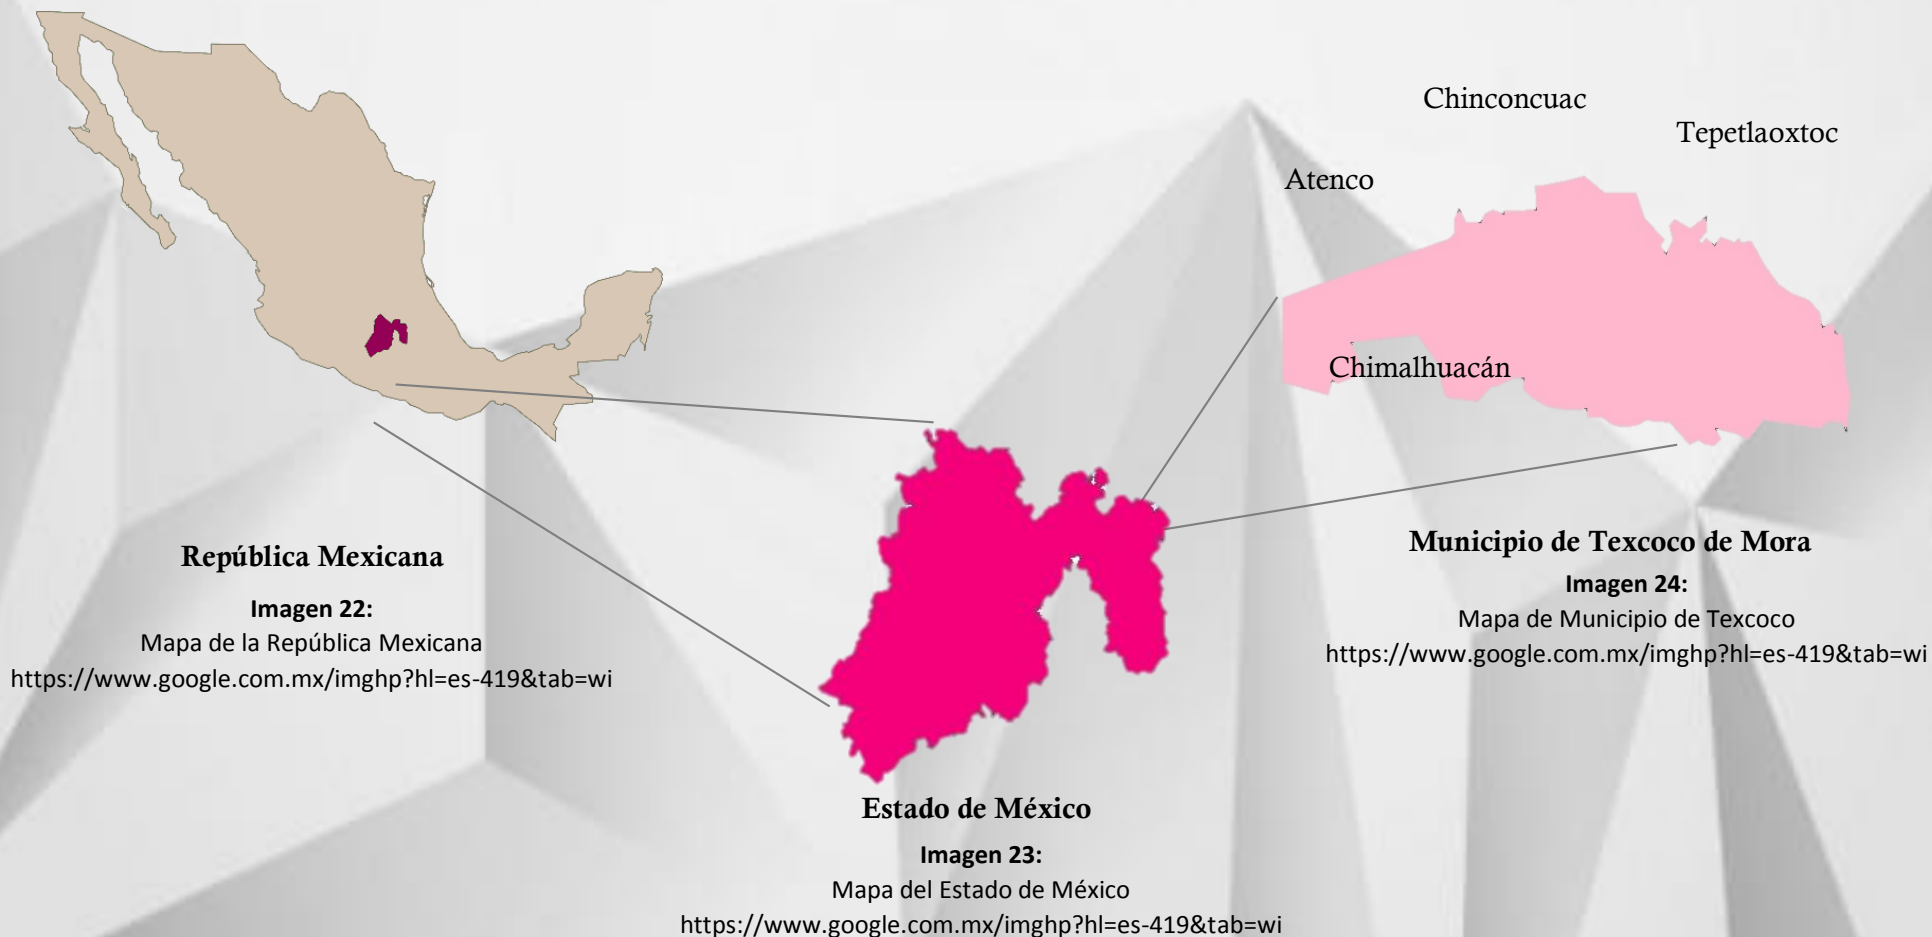 Chinconcuac
Tepetlaoxtoc
Atenco
Chimalhuacán
República Mexicana
Imagen 22:
Mapa de la República Mexicana
https://www.google.com.mx/imghp?hl=es-419&tab=wi
Municipio de Texcoco de Mora
Imagen 24:
Mapa de Municipio de Texcoco
https://www.google.com.mx/imghp?hl=es-419&tab=wi
Estado de México
Imagen 23:
Mapa del Estado de México
https://www.google.com.mx/imghp?hl=es-419&tab=wi